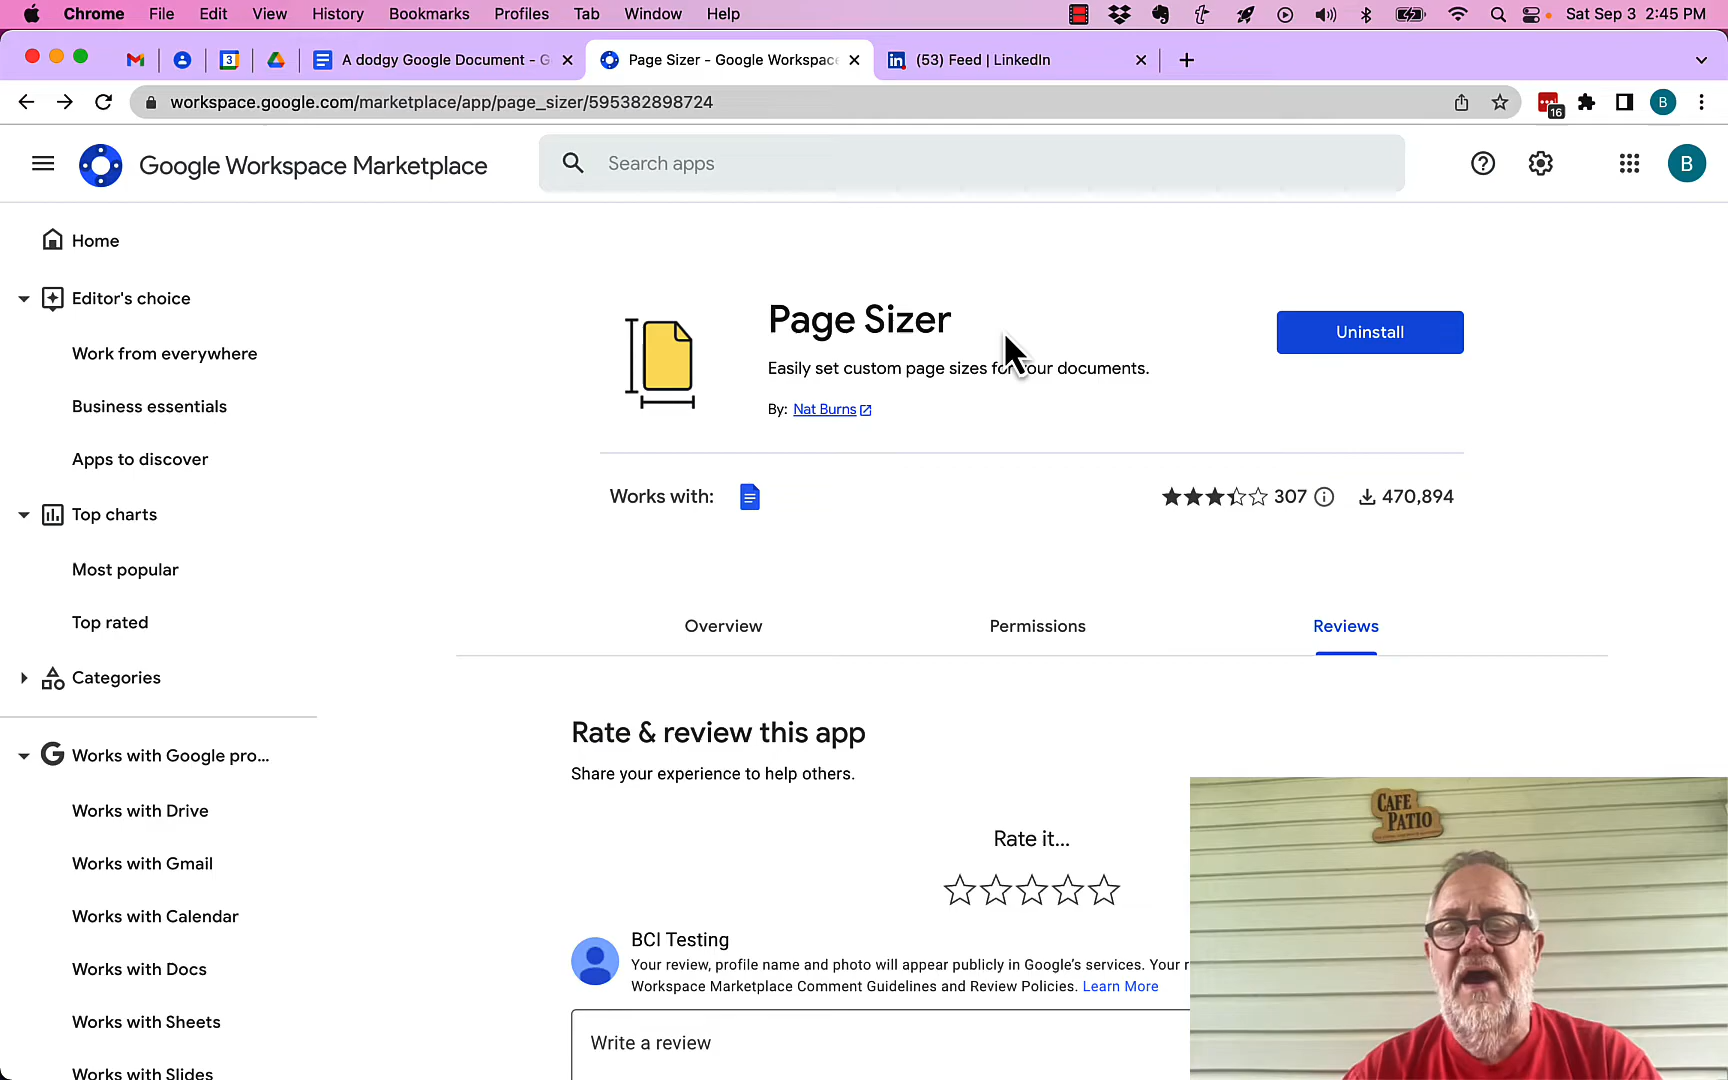 Chrome File Edit View History Bookmarks Profiles Tab Window Help Sat Sep 3 2:45 PM
3 A dodgy Google Document - G Page Sizer - Google Workspace (53) Feed | LinkedIn
workspace.google.com/marketplace/app/page_sizer/595382898724 16 B
Google Workspace Marketplace Search apps B
Home
Editor's choice
Work from everywhere
Business essentials
Apps to discover
Top charts
Most popular
Top rated
Categories
Works with Google pro...
Works with Drive
Works with Gmail
Works with Calendar
Works with Docs
Works with Sheets
Works with Slides
Page Sizer
Uninstall
Easily set custom page sizes for your documents.
By: Nat Burns
Works with: 307 470,894
Overview Permissions Reviews
Rate & review this app
Share your experience to help others.
Rate it...
BCI Testing
Your review, profile name and photo will appear publicly in Google's services. Your r
Workspace Marketplace Comment Guidelines and Review Policies. Learn More
Write a review
CAFE
PATIO